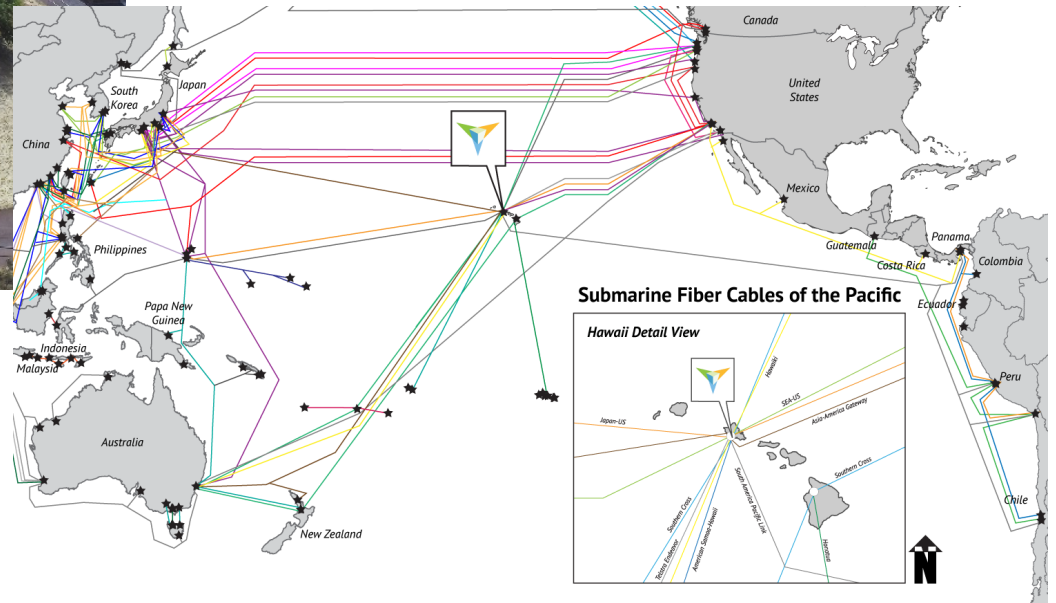 Canada
United
States
South
Korea
Japan
China
Mexico
Guatemala
Panama
Costa Rica
Colombia
Philippines
Ecuador
Papa New
Guinea
Indonesia
Malaysia
Peru
Australia
New Zealand
Chile
Submarine Fiber Cables of the Pacific
Hawaii Detail View
Hawaiki
SEA-US
Asia-America Gateway
Japan-US
Southern Cross
Southern Cross
Telstra Endeavor
American Samoa-Hawaii
South America Pacific Link
Honotua
N